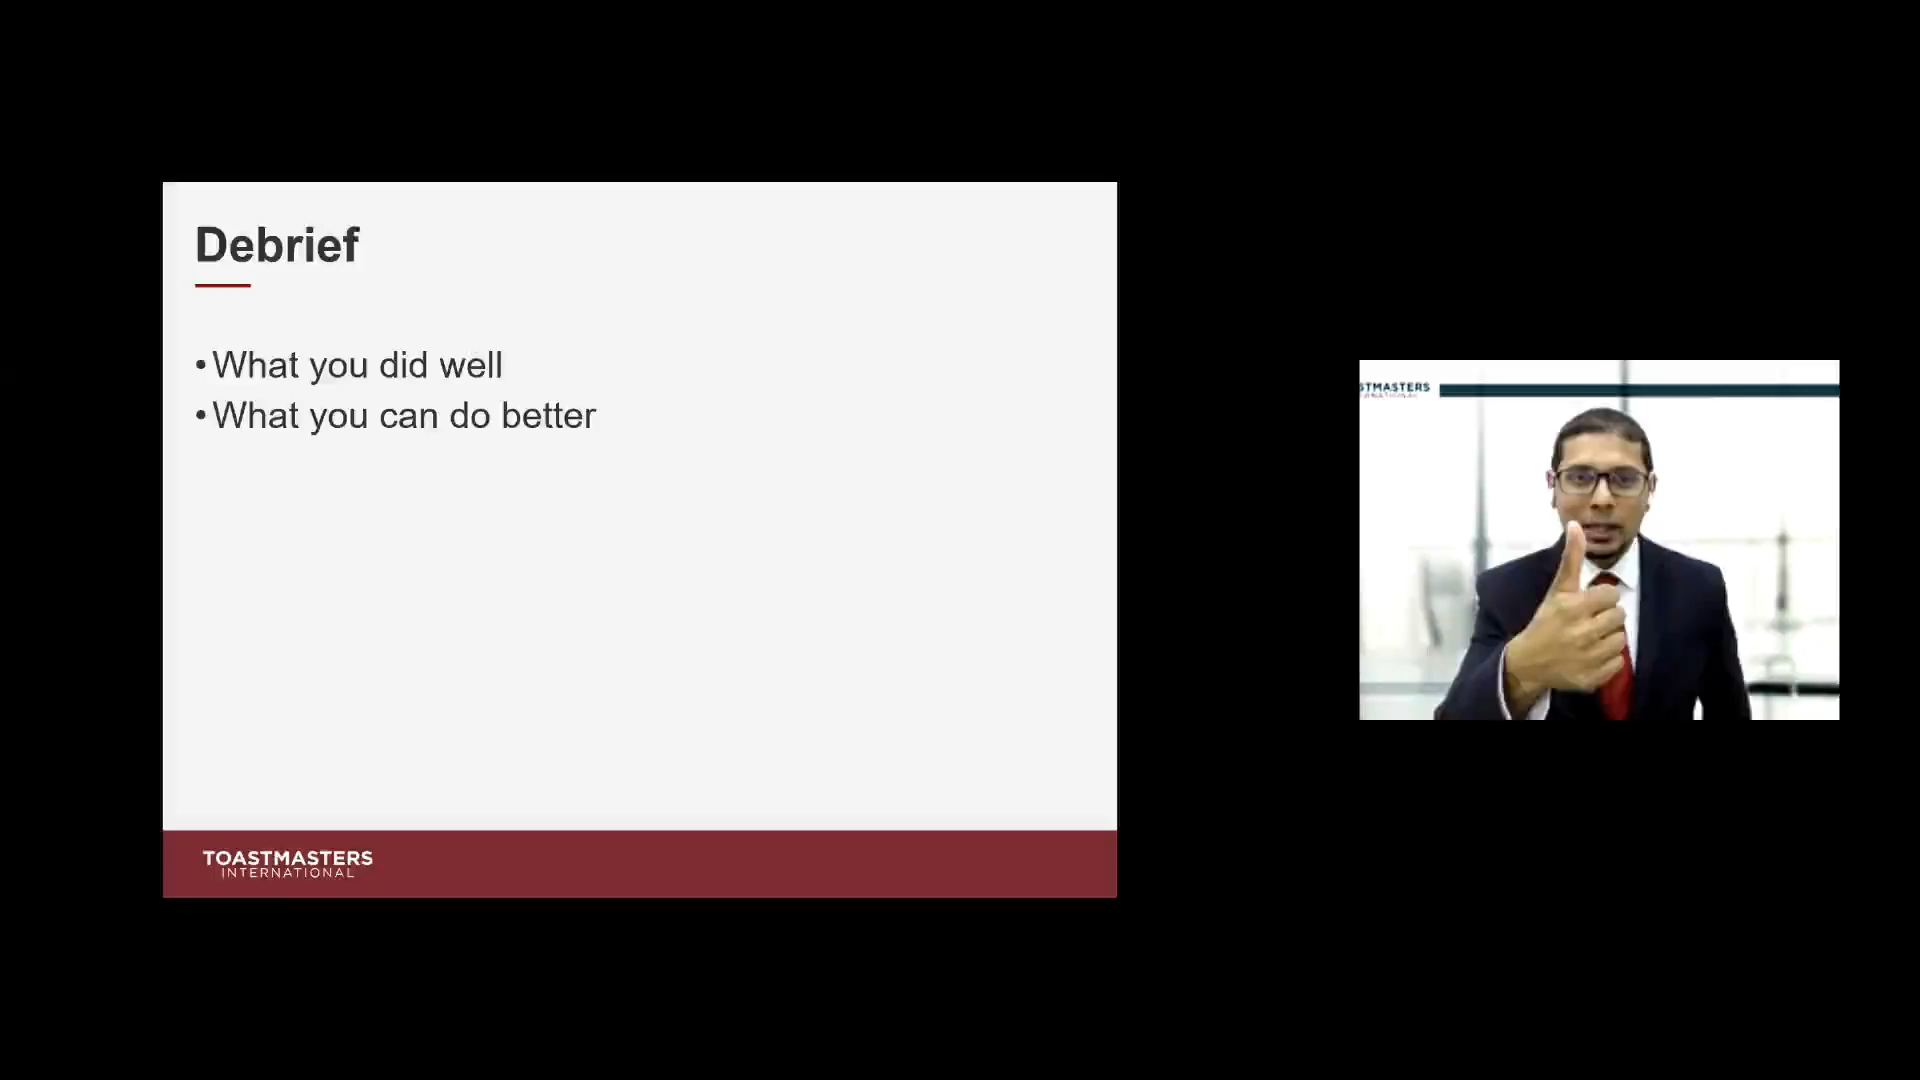 Debrief
•What you did well
•What you can do better
TOASTMASTERS
INTERNATIONAL
STMASTERS